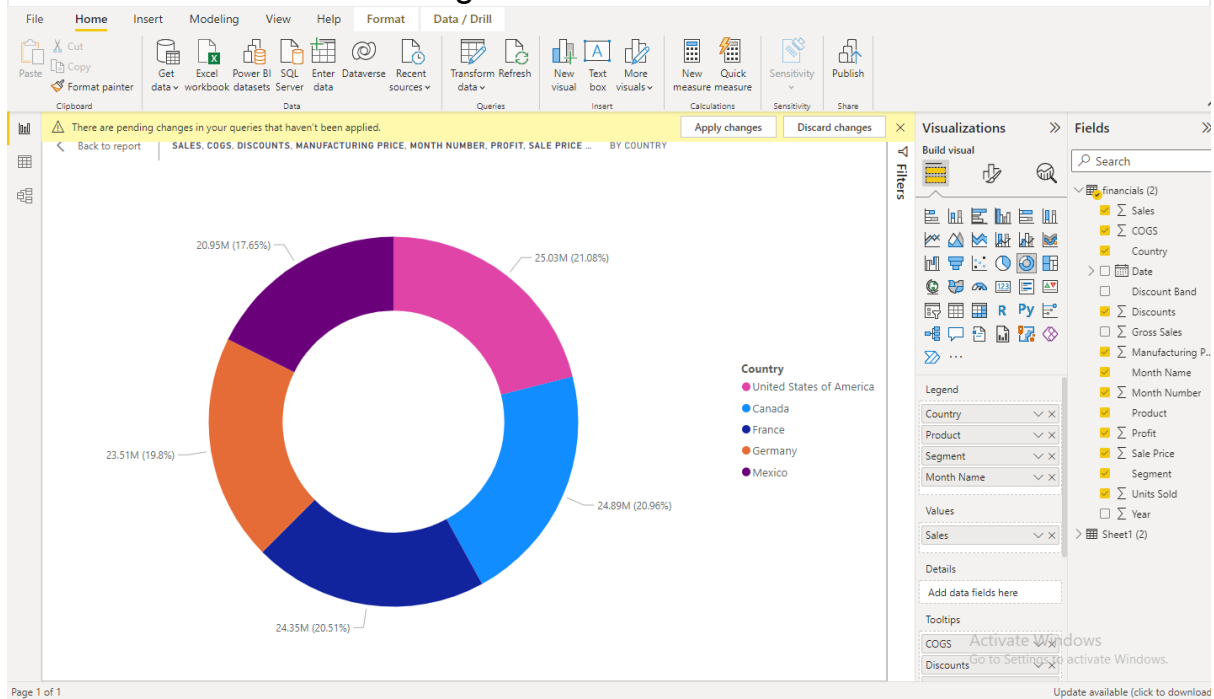 File Home Insert Modeling View Help Format Data / Drill
Paste
Cut
Copy
Format painter
Clipboard
Get data
Excel workbook
Power BI datasets
SQL Server
Enter data
Dataverse
Recent sources
Data
Transform data
Refresh
Queries
New visual
Text box
More visuals
Insert
New measure
Quick measure
Calculations
Sensitivity
Sensitivity
Publish
Share
There are pending changes in your queries that haven't been applied.
Apply changes
Discard changes
Back to report
SALES, COGS, DISCOUNTS, MANUFACTURING PRICE, MONTH NUMBER, PROFIT, SALE PRICE ... BY COUNTRY
20.95M (17.65%)
25.03M (21.08%)
23.51M (19.8%)
24.89M (20.96%)
24.35M (20.51%)
Country
United States of America
Canada
France
Germany
Mexico
Filters
Visualizations
Build visual
123
R Py
...
Legend
Country
Product
Segment
Month Name
Values
Sales
Details
Add data fields here
Tooltips
COGS
Discounts
Fields
Search
financials (2)
Sales
COGS
Country
Date
Discount Band
Discounts
Gross Sales
Manufacturing P...
Month Name
Month Number
Product
Profit
Sale Price
Segment
Units Sold
Year
Sheet1 (2)
Activate Windows
Go to Settings to activate Windows.
Page 1 of 1
Update available (click to download